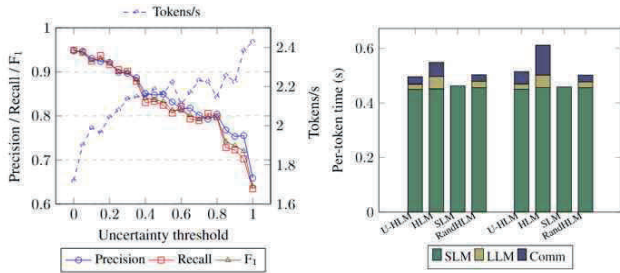 Tokens/s
1
0.9
0.8
0.7
0.6
Precision / Recall / F1
2.4
2.2
2
1.8
1.6
Tokens/s
0 0.2 0.4 0.6 0.8 1
Uncertainty threshold
Precision Recall F1
Per-token time (s)
0.6
0.4
0.2
0
U-HLM HLM SLM RandHLM U-HLM HLM SLM RandHLM
SLM LLM Comm